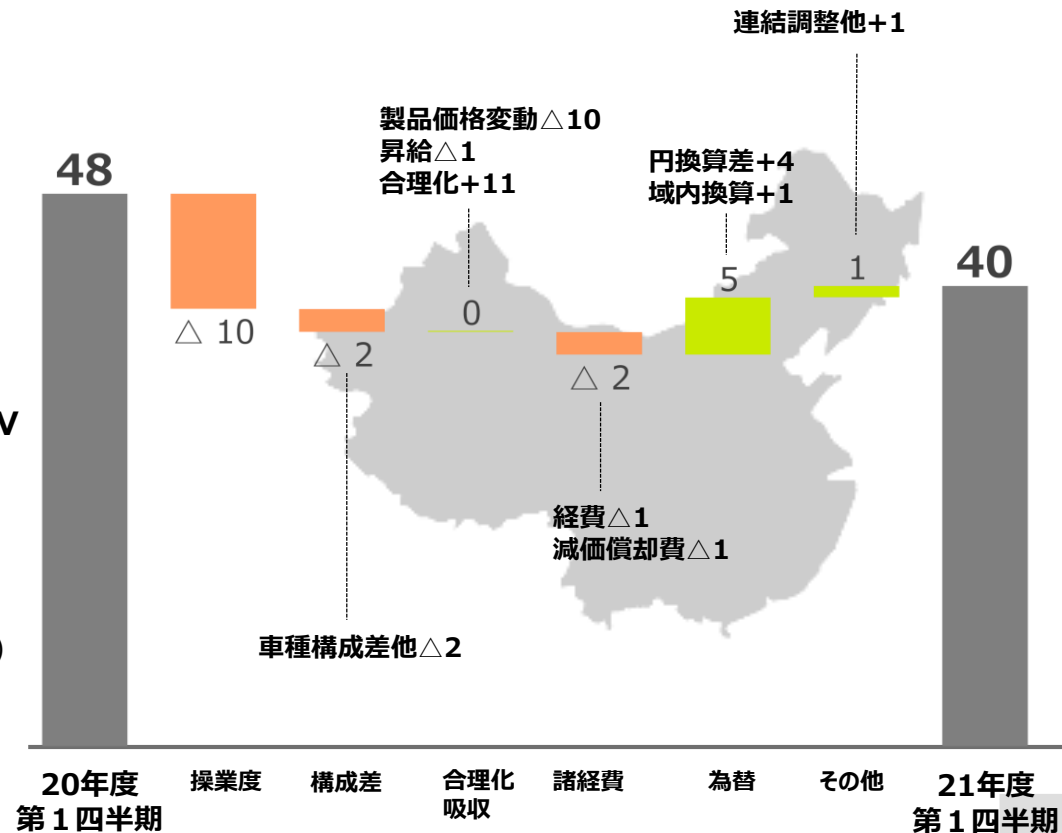 連結調整他+1
製品価格変動△10
昇給△1
合理化+11
円換算差+4
域内換算+1
48
△ 10
△ 2
0
△ 2
5
1
40
V
経費△1
減価償却費△1
)
車種構成差他△2
20年度
第１四半期
操業度
構成差
合理化
吸収
諸経費
為替
その他
21年度
第１四半期